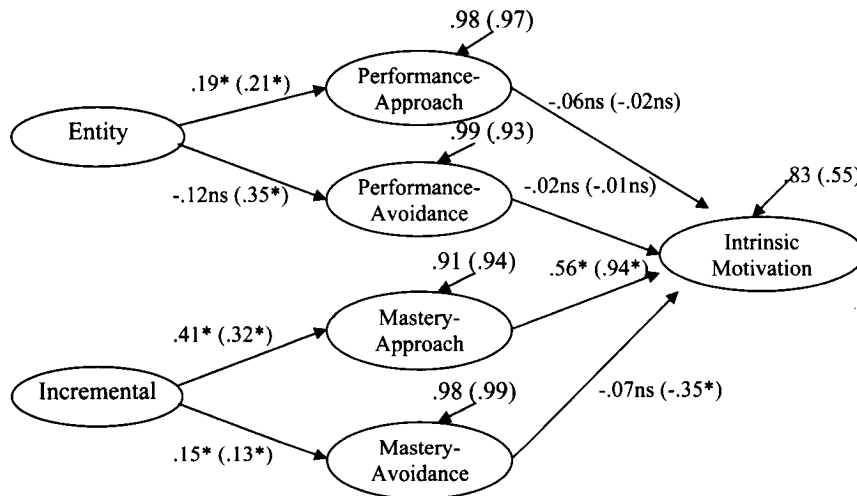 .98 (.97)
.19* (.21*)
Performance-
Approach
-.06ns (-.02ns)
Entity
.99 (.93)
-.12ns (.35*)
Performance-
Avoidance
-.02ns (-.01ns)
.83 (.55)
Intrinsic
Motivation
.91 (.94)
.56* (.94*)
.41* (.32*)
Mastery-
Approach
Incremental
.98 (.99)
-.07ns (-.35*)
.15* (.13*)
Mastery-
Avoidance